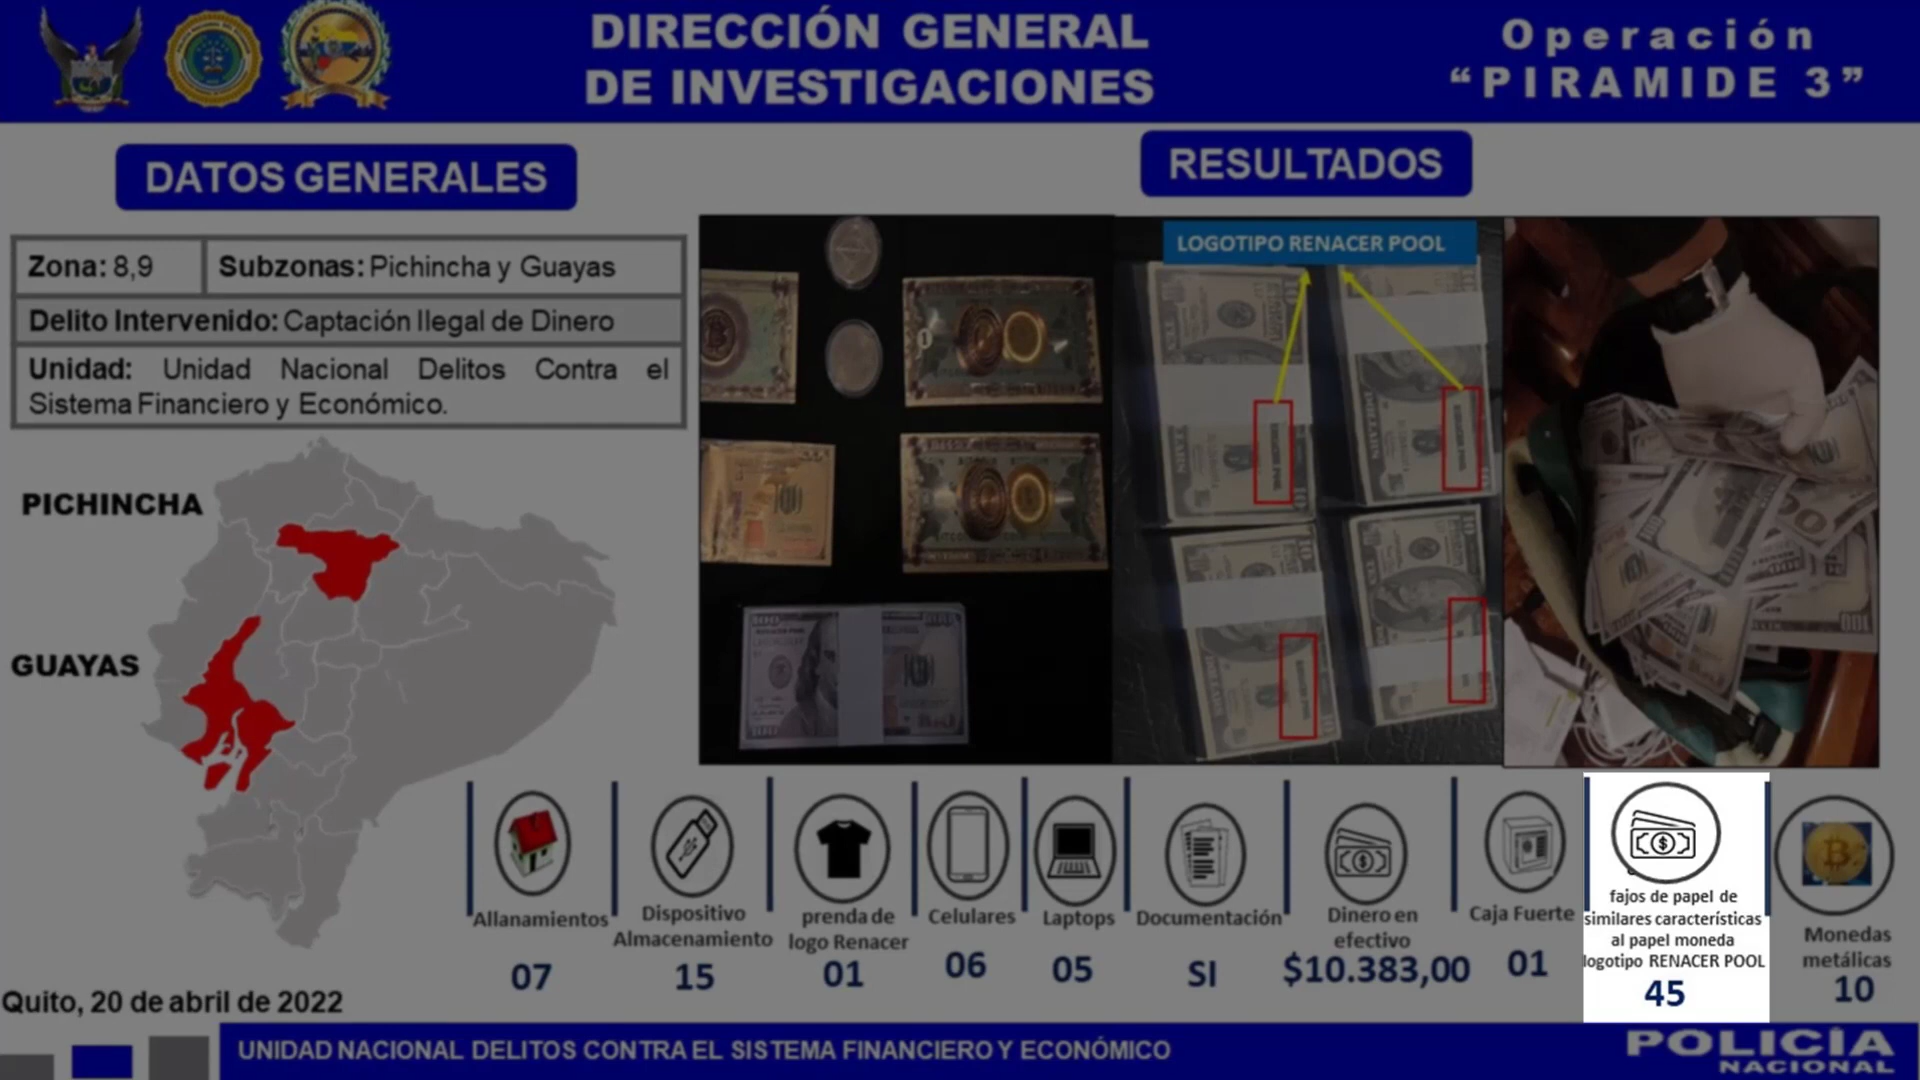 DIRECCIÓN GENERAL
DE INVESTIGACIONES
Operación
“PIRAMIDE 3”
DATOS GENERALES
RESULTADOS
Zona: 8,9
Subzonas: Pichincha y Guayas
Delito Intervenido: Captación Ilegal de Dinero
Unidad: Unidad Nacional Delitos Contra el
Sistema Financiero y Económico.
LOGOTIPO RENACER POOL
PICHINCHA
GUAYAS
100
RENACER POOL
100
Allanamientos
07
Dispositivo
Almacenamiento
15
prenda de
logo Renacer
01
Celulares
06
Laptops
05
Documentación
SI
Dinero en
efectivo
$10.383,00
Caja Fuerte
01
fajos de papel de
similares características
al papel moneda
logotipo RENACER POOL
45
Monedas
metálicas
10
Quito, 20 de abril de 2022
UNIDAD NACIONAL DELITOS CONTRA EL SISTEMA FINANCIERO Y ECONÓMICO
POLICÍA
NACIONAL